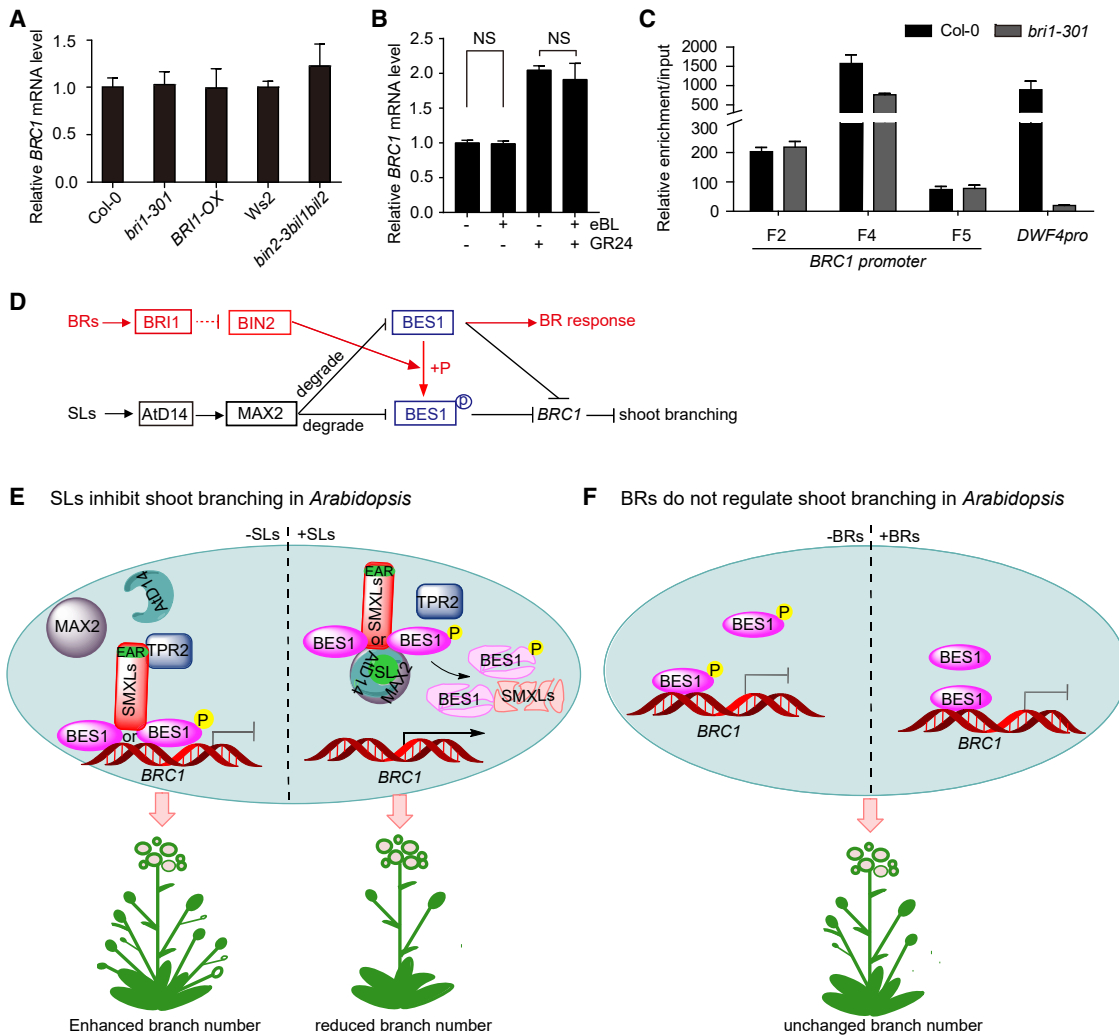 A
Relative BRC1 mRNA level
1.5
1.0
0.5
0.0
Col-0
bri1-301
BRI1-OX
Ws2
bin2-3bil1bil2
B
Relative BRC1 mRNA level
2.5
2.0
1.5
1.0
0.5
0.0
NS
NS
- + - + eBL
- - + + GR24
C
Col-0
bri1-301
Relative enrichment/input
2000
1500
1000
500
300
200
100
0
F2
F4
F5
DWF4pro
BRC1 promoter
D
BRs
BRI1
BIN2
BES1
BR response
degrade
+P
SLs
AtD14
MAX2
degrade
BES1
p
BRC1
shoot branching
E
SLs inhibit shoot branching in Arabidopsis
-SLs
+SLs
MAX2
AtD14
EAR
SMXLs
TPR2
BES1
or
BES1
P
BRC1
EAR
SMXLs
TPR2
BES1
or
BES1
P
AtD14
SL
MAX2
BES1
P
BES1
SMXLs
BRC1
Enhanced branch number
reduced branch number
F
BRs do not regulate shoot branching in Arabidopsis
-BRs
+BRs
BES1
P
BES1
P
BRC1
BES1
BES1
BRC1
unchanged branch number